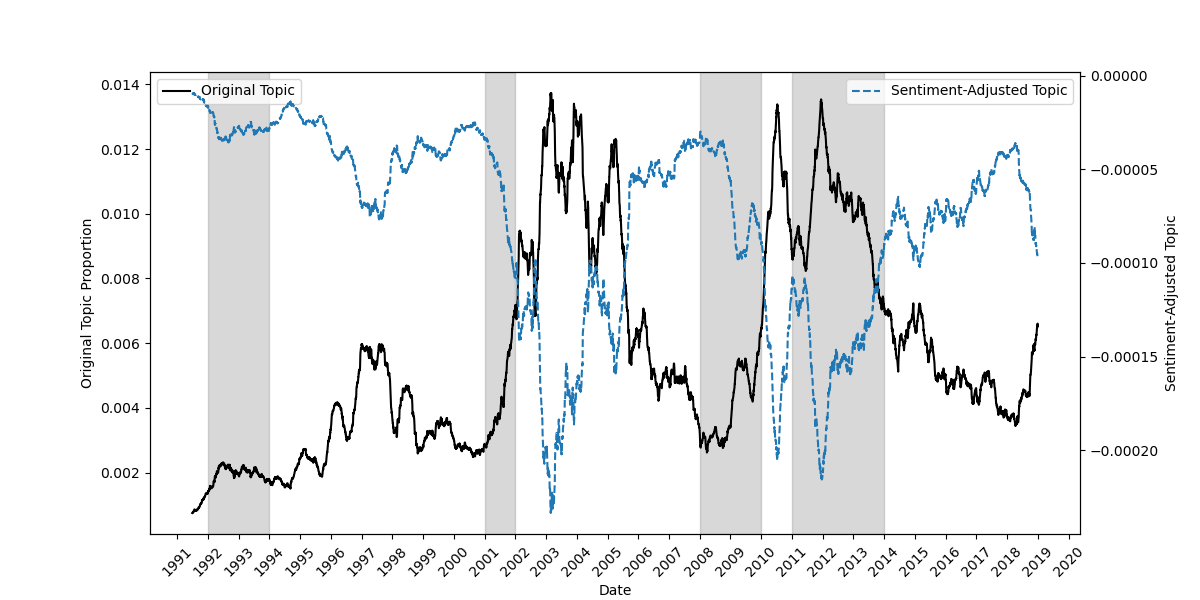 Original Topic
Sentiment-Adjusted Topic
0.014
0.012
0.010
0.008
0.006
0.004
0.002
Original Topic Proportion
0.00000
−0.00005
−0.00010
−0.00015
−0.00020
Sentiment-Adjusted Topic
1991 1992 1993 1994 1995 1996 1997 1998 1999 2000 2001 2002 2003 2004 2005 2006 2007 2008 2009 2010 2011 2012 2013 2014 2015 2016 2017 2018 2019 2020
Date